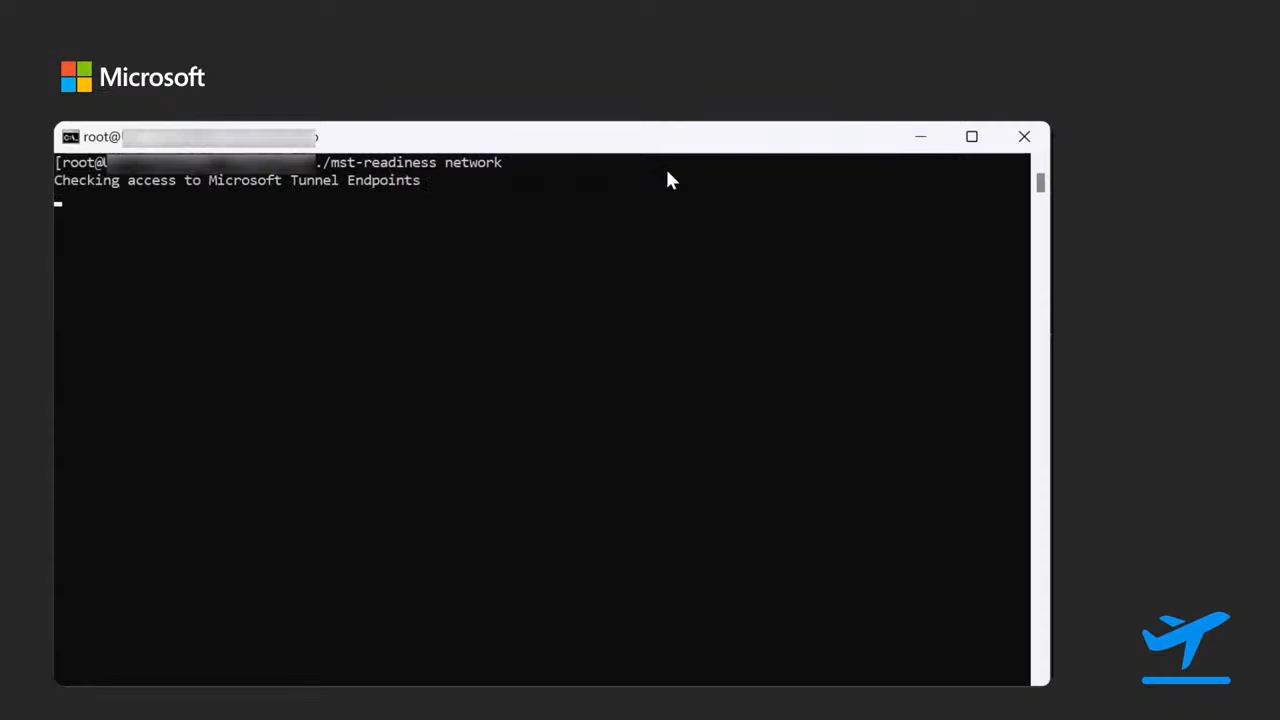 Microsoft
root@
[root@ ./mst-readiness network
Checking access to Microsoft Tunnel Endpoints